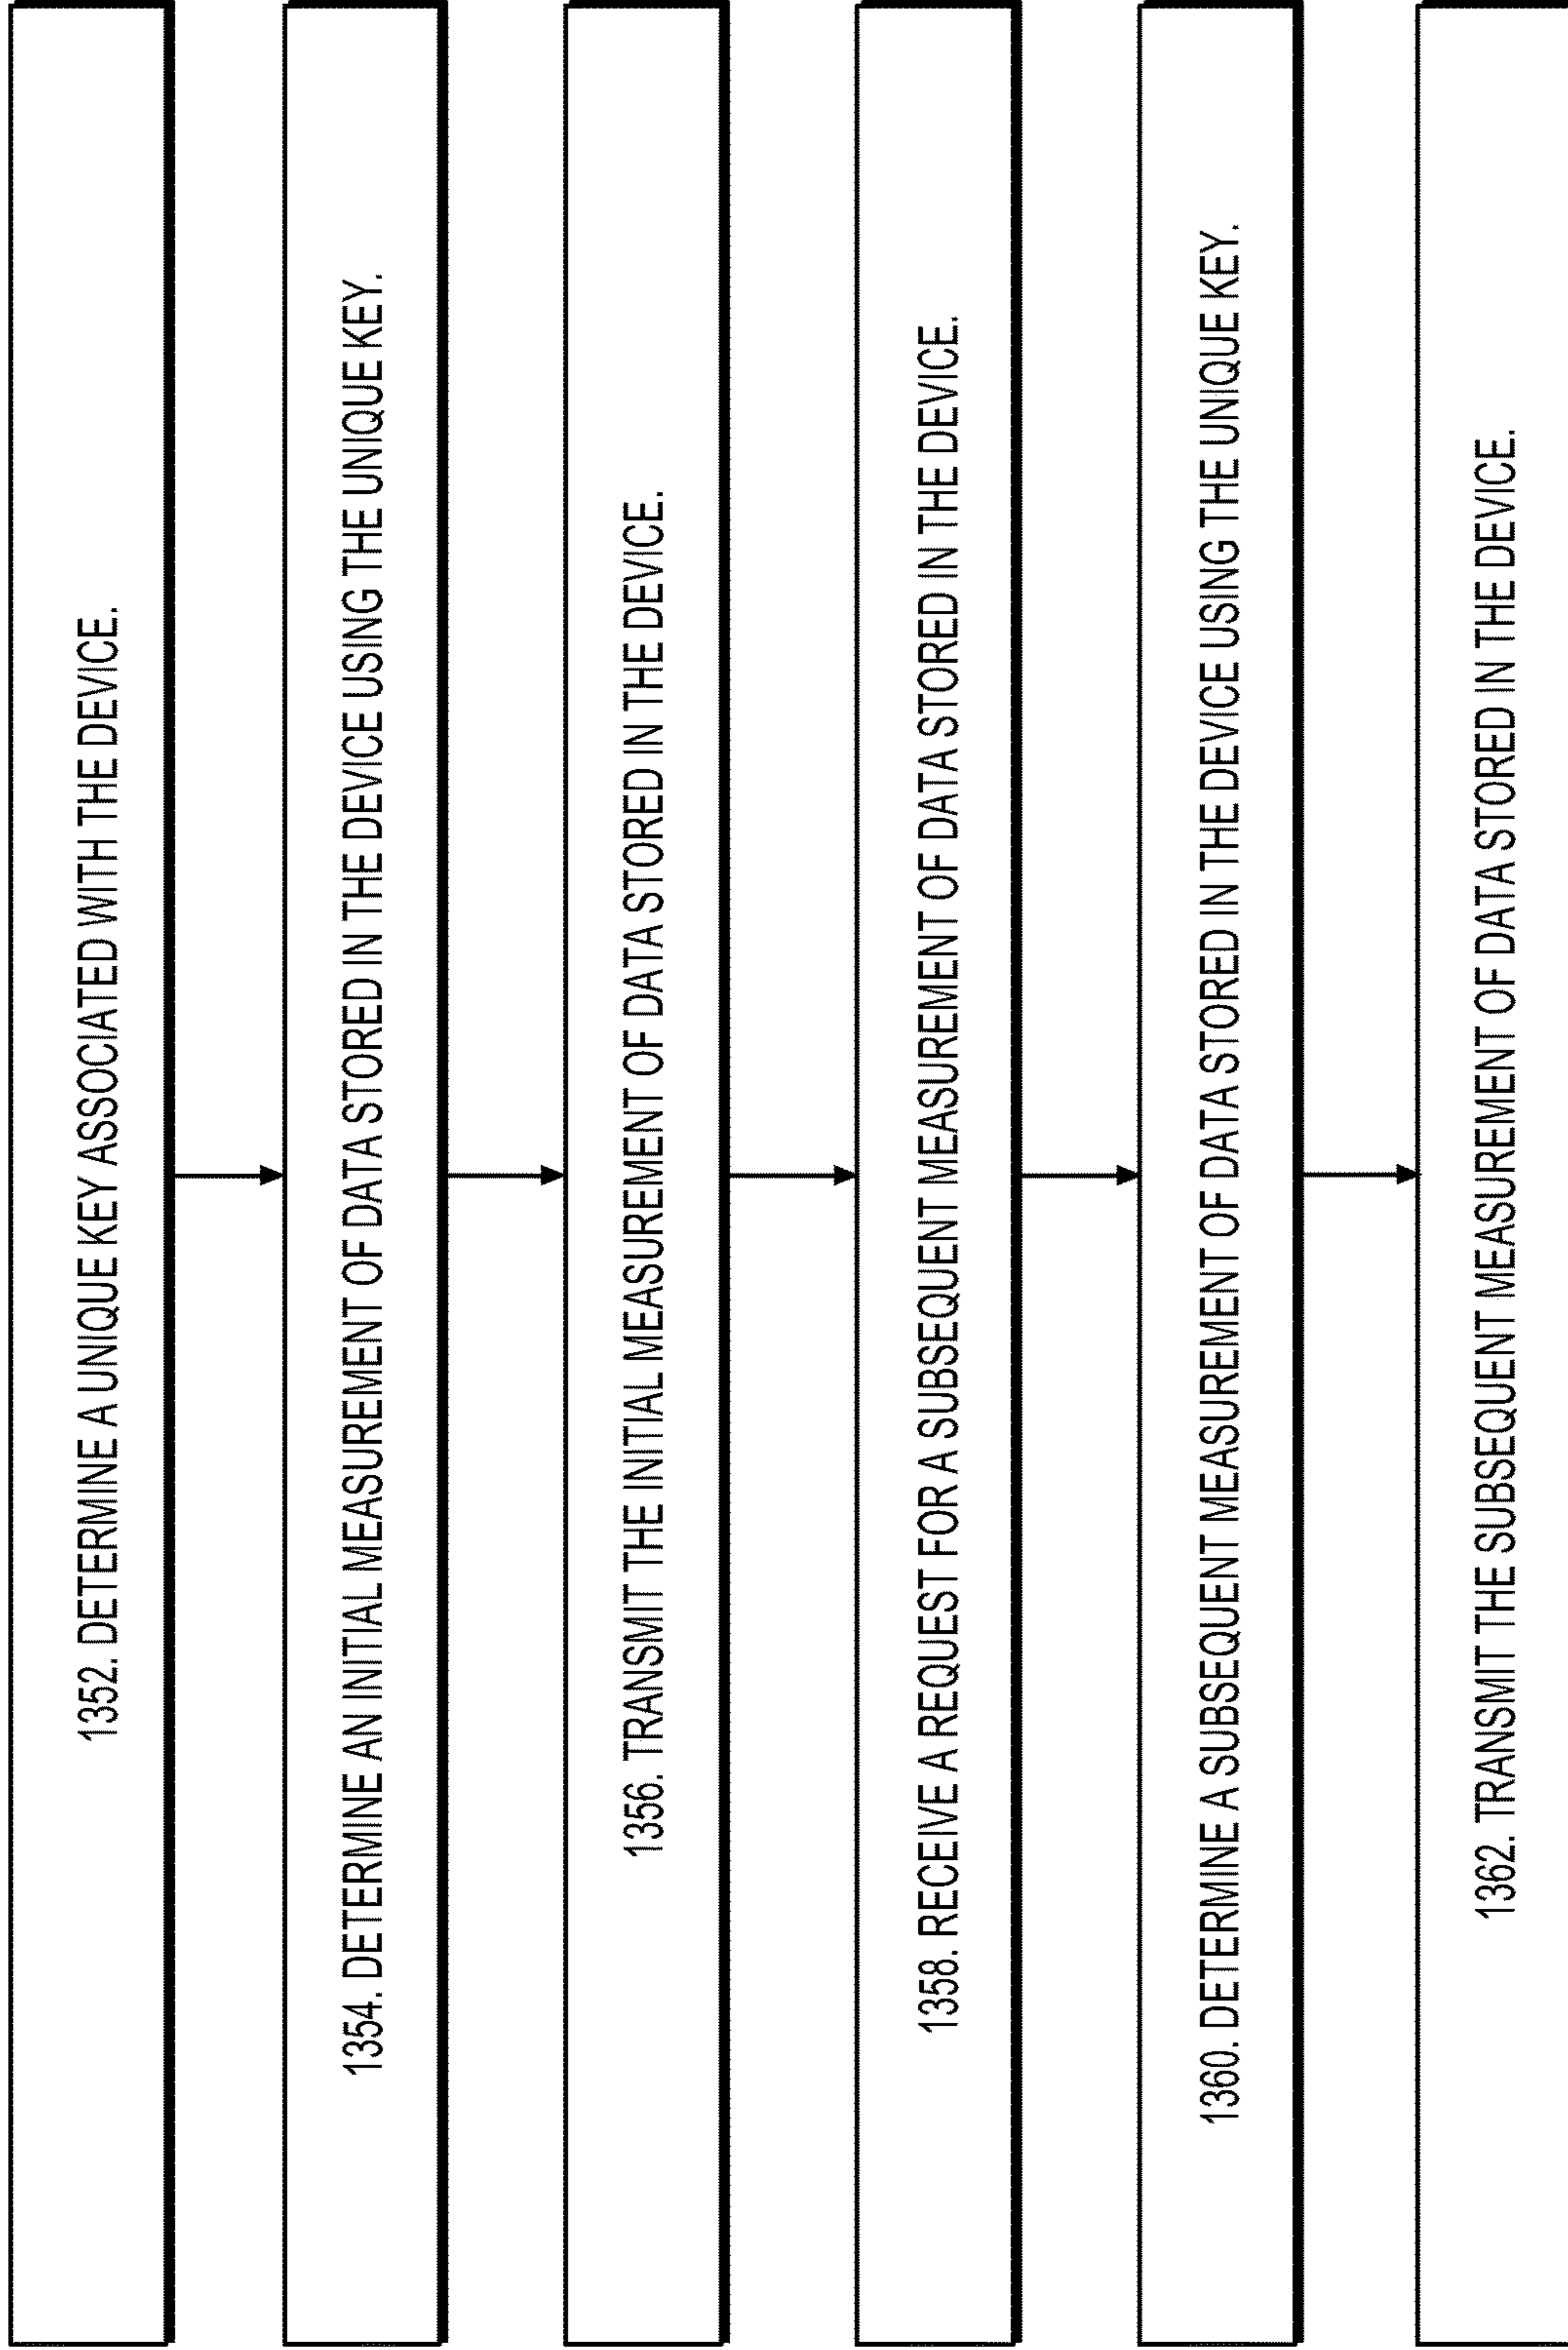 1352. DETERMINE A UNIQUE KEY ASSOCIATED WITH THE DEVICE.
1354. DETERMINE AN INITIAL MEASUREMENT OF DATA STORED IN THE DEVICE USING THE UNIQUE KEY.
1356. TRANSMIT THE INITIAL MEASUREMENT OF DATA STORED IN THE DEVICE.
1358. RECEIVE A REQUEST FOR A SUBSEQUENT MEASUREMENT OF DATA STORED IN THE DEVICE.
1360. DETERMINE A SUBSEQUENT MEASUREMENT OF DATA STORED IN THE DEVICE USING THE UNIQUE KEY.
1362. TRANSMIT THE SUBSEQUENT MEASUREMENT OF DATA STORED IN THE DEVICE.